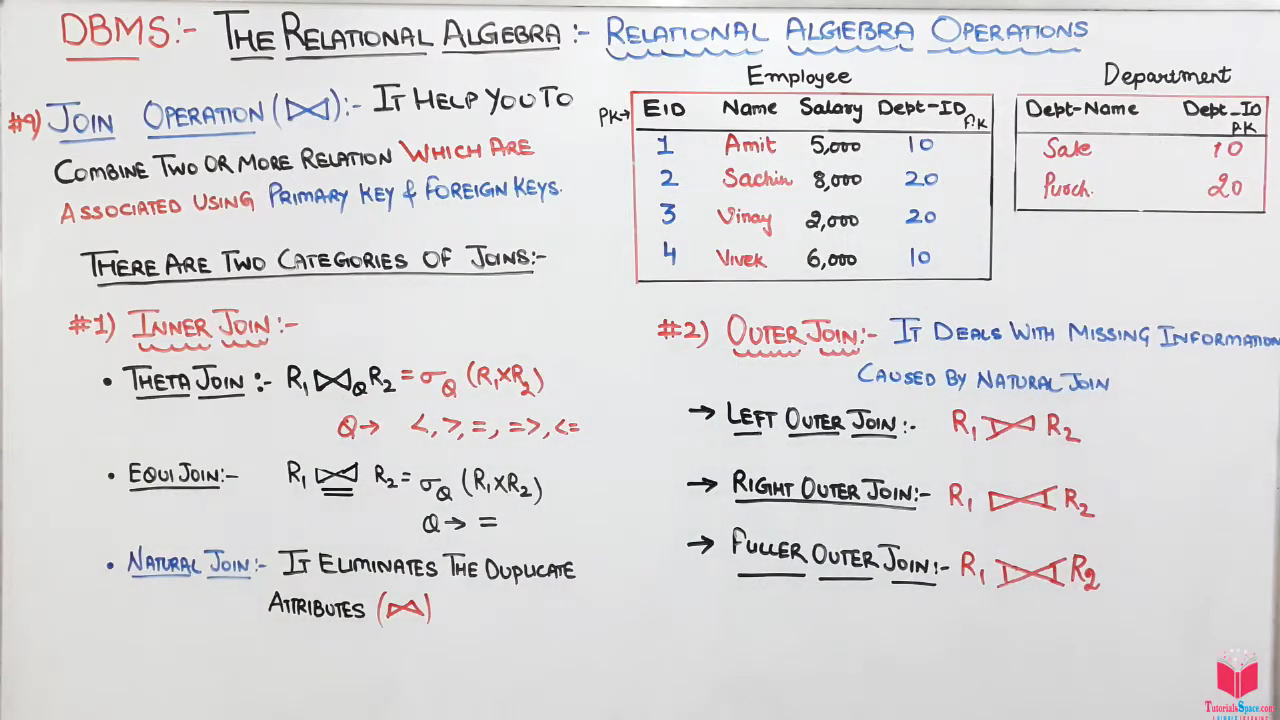 DBMS:- THE RELATIONAL ALGEBRA:- RELATIONAL ALGIEBRA OPERATIONS
#9) JOIN OPERATION (⋈):- IT HELP YOU TO
COMBINE TWO OR MORE RELATION WHICH ARE
ASSOCIATED USING PRIMARY KEY & FOREIGN KEYS.
Employee
PK→ EID Name Salary Dept-ID F.K
1 Amit 5,000 10
2 Sachin 8,000 20
3 Vinay 2,000 20
4 Vivek 6,000 10
Department
Dept-Name Dept_ID PK
Sale 10
Purch. 20
THERE ARE TWO CATEGORIES OF JOINS:-
#1) INNER JOIN:-
• THETA JOIN:- R1 ⋈Q R2 = σQ (R1XR2)
Q→ <, >, =, =>, <=
• EQUI JOIN:- R1 ⋈ R2 = σQ (R1XR2)
Q→ =
• NATURAL JOIN:- IT ELIMINATES THE DUPLICATE
ATTRIBUTES (⋈)
#2) OUTER JOIN:- IT DEALS WITH MISSING INFORMATION
CAUSED BY NATURAL JOIN
→ LEFT OUTER JOIN:- R1 ⟕ R2
→ RIGHT OUTER JOIN:- R1 ⟖ R2
→ FULLER OUTER JOIN:- R1 ⟗ R2
TutorialsSpace.com